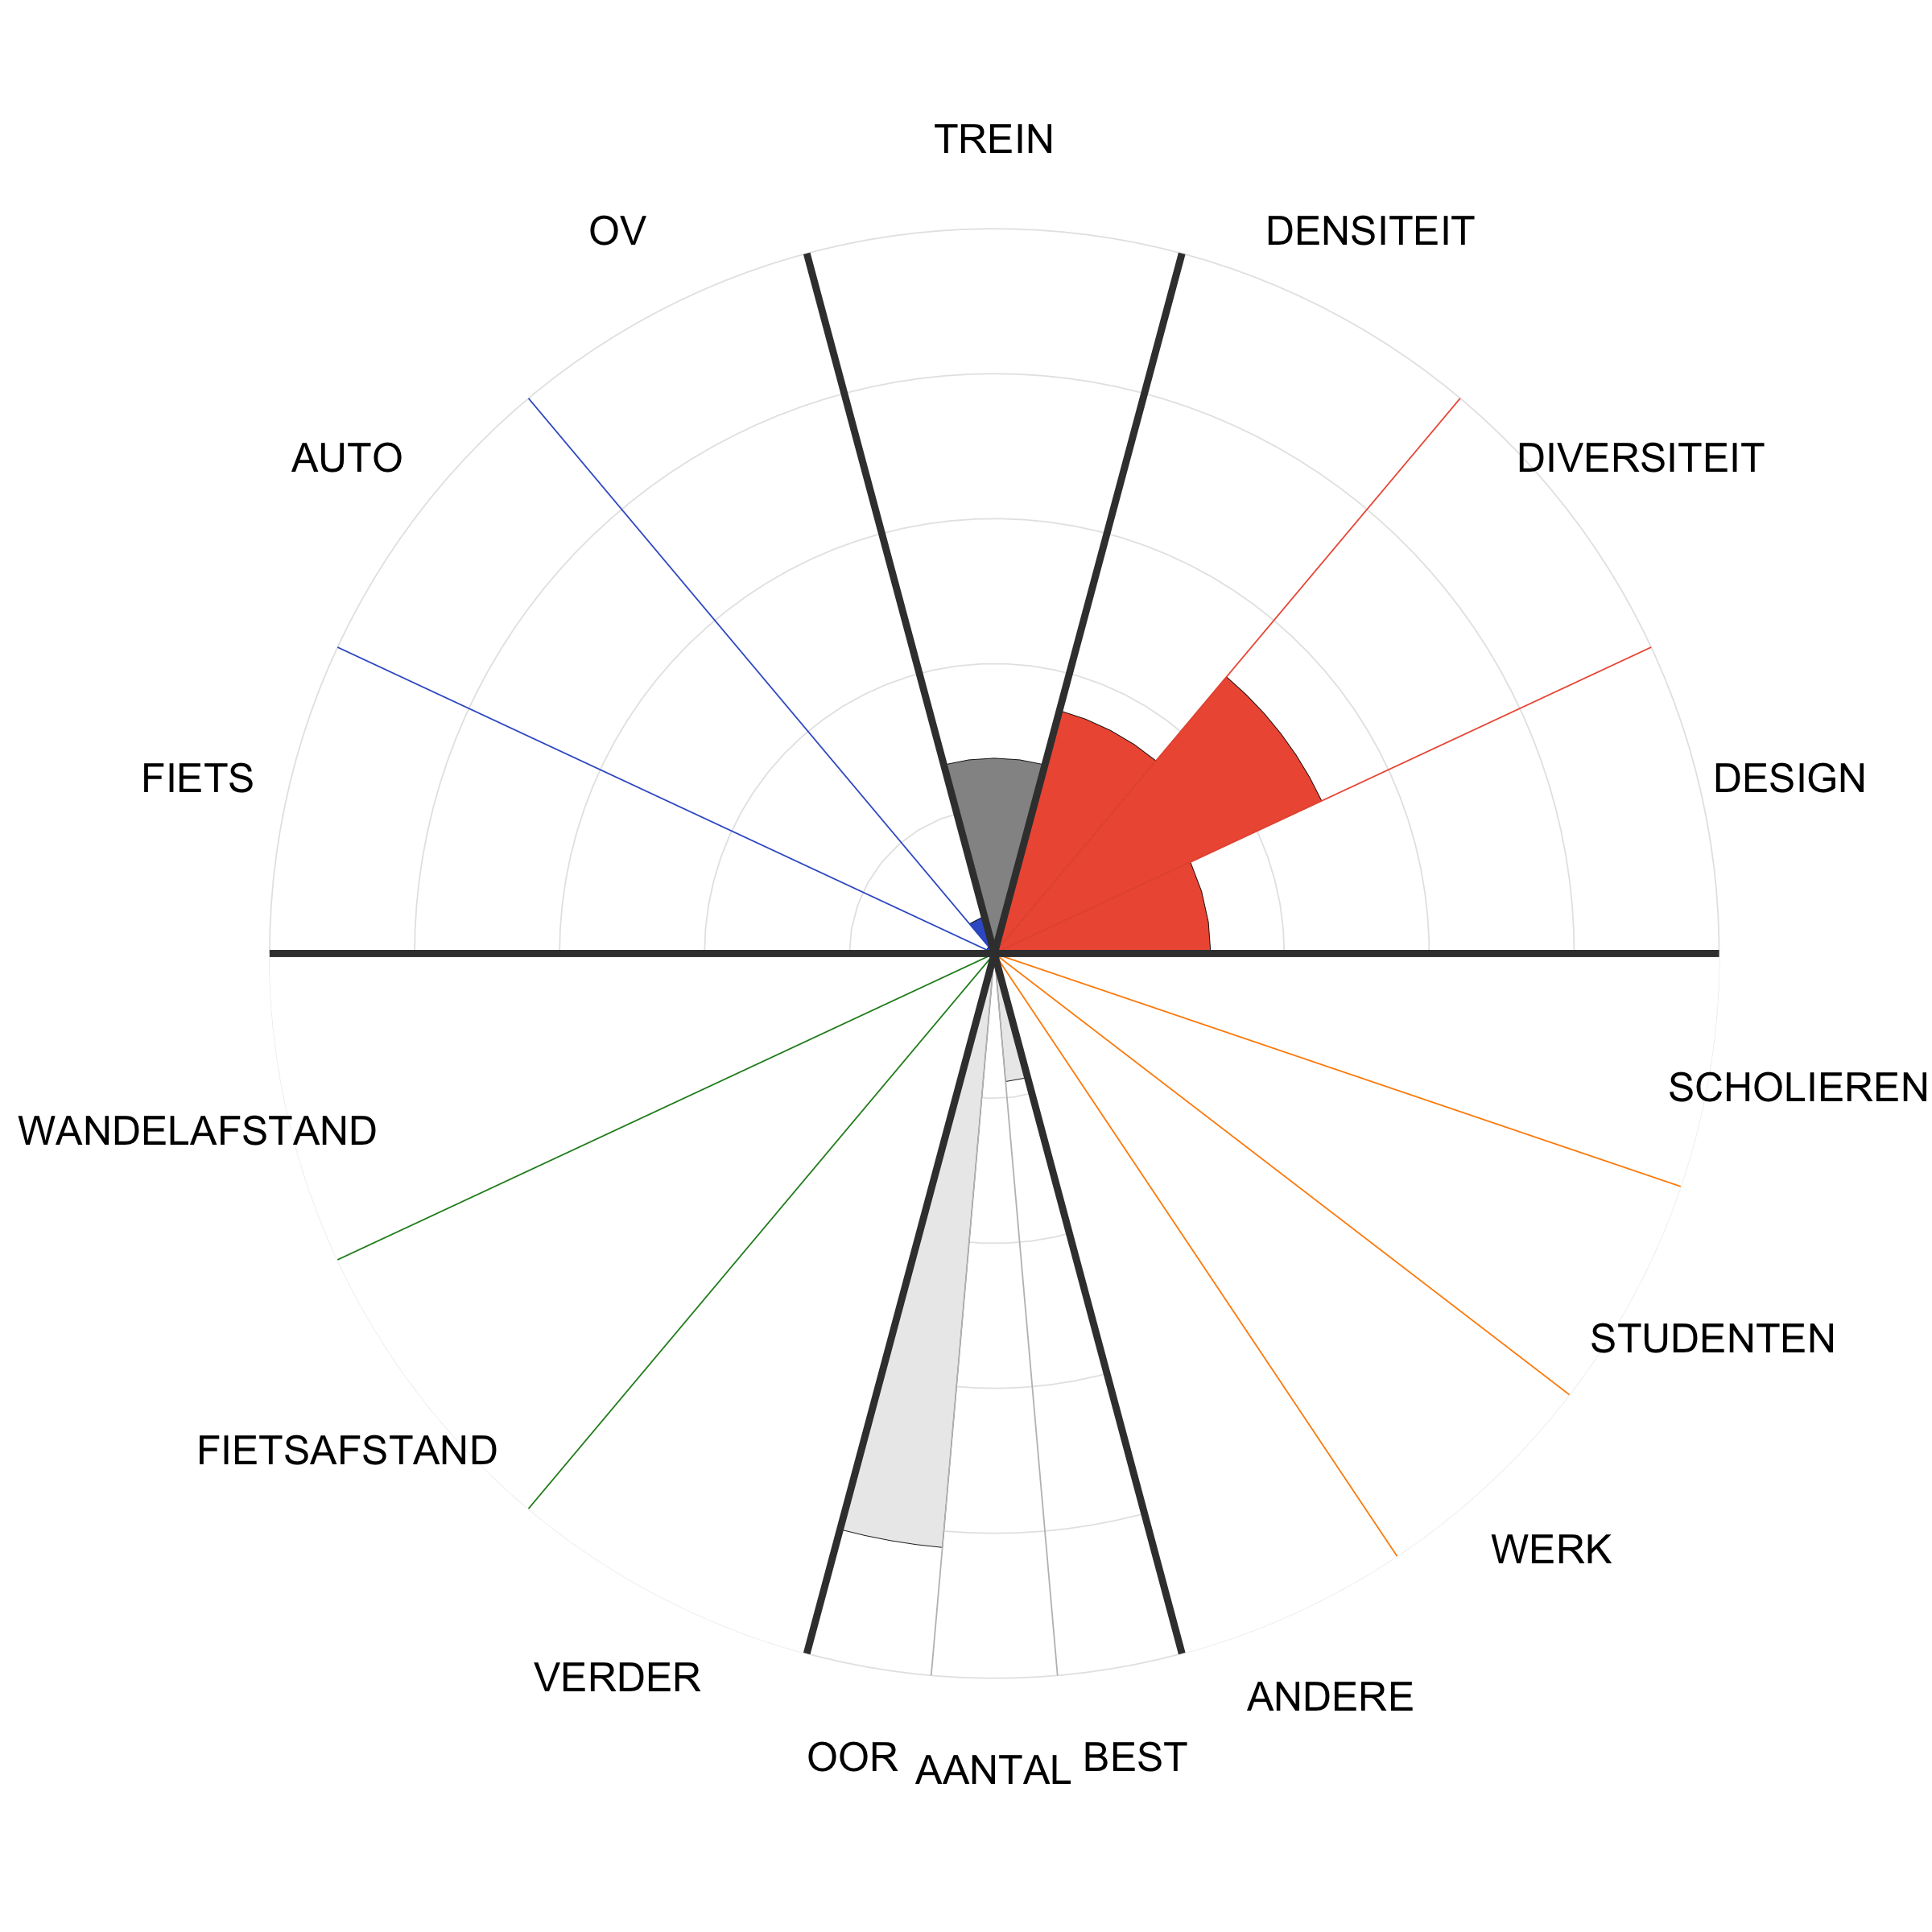 TREIN
OV
DENSITEIT
AUTO
DIVERSITEIT
FIETS
DESIGN
SCHOLIEREN
WANDELAFSTAND
STUDENTEN
FIETSAFSTAND
WERK
VERDER
ANDERE
OOR
AANTAL
BEST